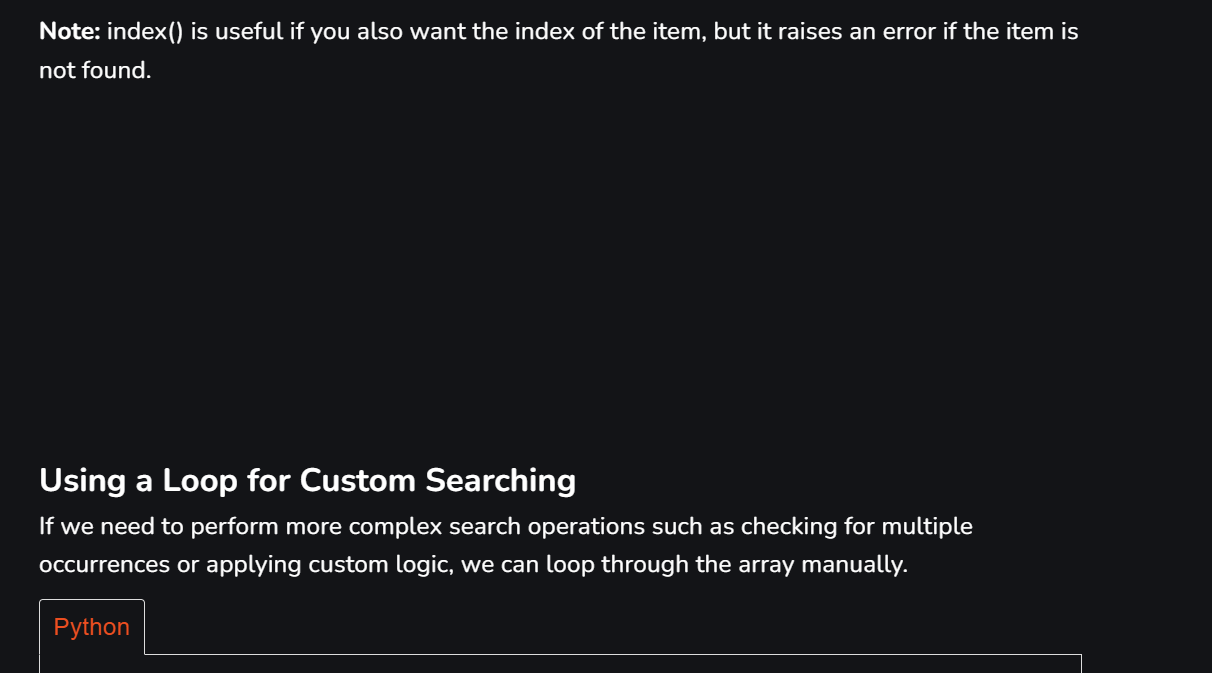 Note: index() is useful if you also want the index of the item, but it raises an error if the item is
not found.
Using a Loop for Custom Searching
If we need to perform more complex search operations such as checking for multiple
occurrences or applying custom logic, we can loop through the array manually.
Python